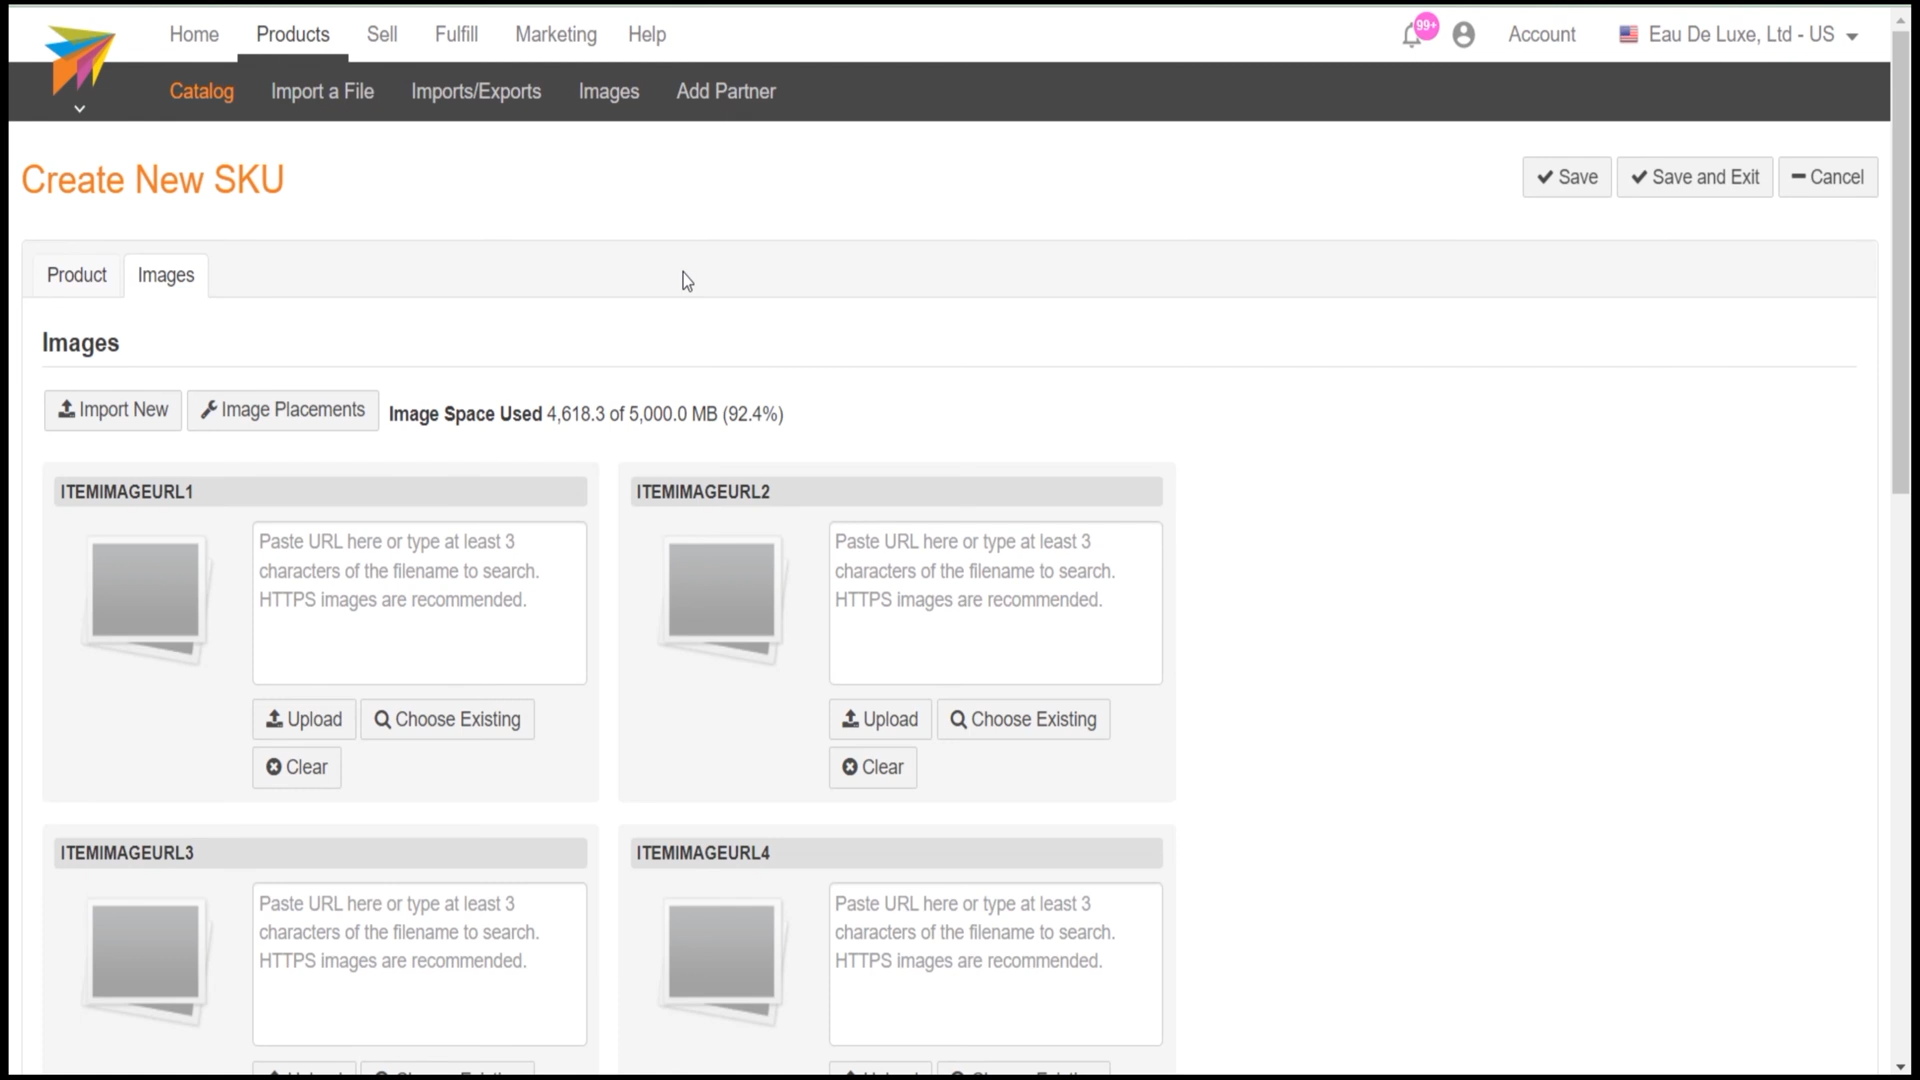 Home Products Sell Fulfill Marketing Help 99+ Account Eau De Luxe, Ltd - US
Catalog Import a File Imports/Exports Images Add Partner
Create New SKU
Save Save and Exit Cancel
Product Images
Images
Import New Image Placements Image Space Used 4,618.3 of 5,000.0 MB (92.4%)
ITEMIMAGEURL1
Paste URL here or type at least 3
characters of the filename to search.
HTTPS images are recommended.
Upload Choose Existing
Clear
ITEMIMAGEURL2
Paste URL here or type at least 3
characters of the filename to search.
HTTPS images are recommended.
Upload Choose Existing
Clear
ITEMIMAGEURL3
Paste URL here or type at least 3
characters of the filename to search.
HTTPS images are recommended.
ITEMIMAGEURL4
Paste URL here or type at least 3
characters of the filename to search.
HTTPS images are recommended.